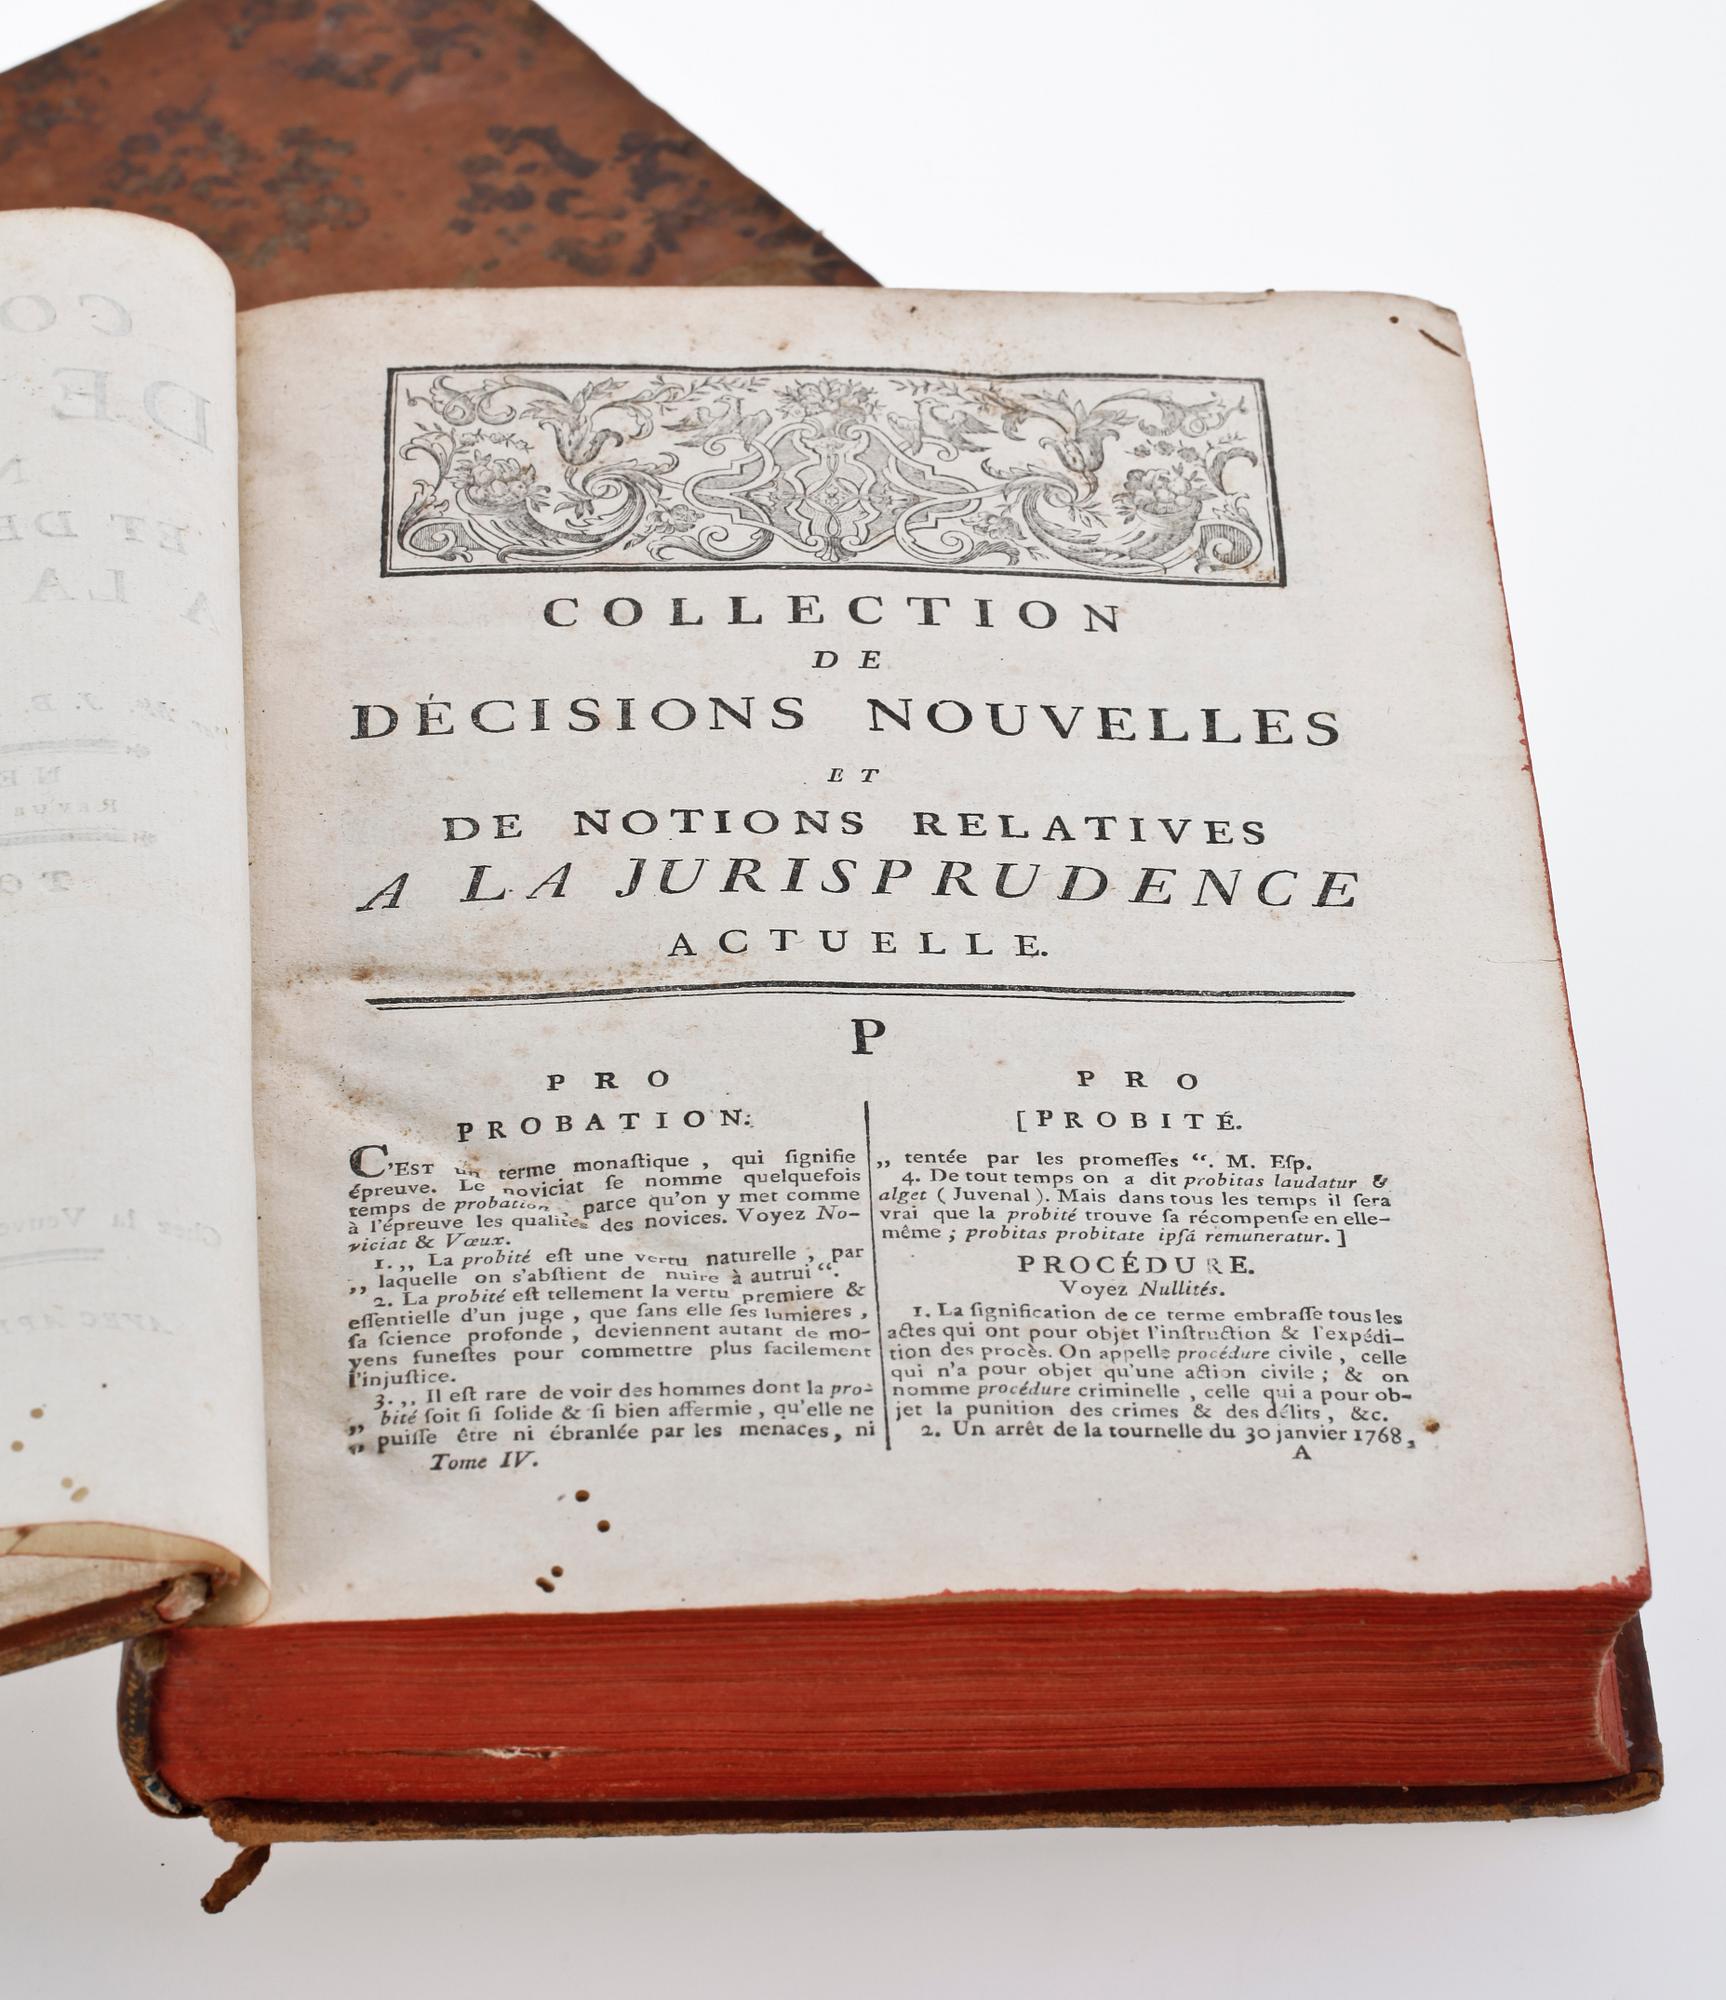 COLLECTION
DE
DÉCISIONS NOUVELLES
ET
DE NOTIONS RELATIVES
A LA JURISPRUDENCE
ACTUELLE.
P
PRO
PROBATION.
C'EST un terme monaſtique, qui ſignifie
épreuve. Le noviciat ſe nomme quelquefois
temps de probation, parce qu'on y met comme
à l'épreuve les qualités des novices. Voyez No-
viciat & Vœux.
1. „ La probité eſt une vertu naturelle, par
„ laquelle on s'abſtient de nuire à autrui “.
2. La probité eſt tellement la vertu premiere &
eſſentielle d'un juge, que ſans elle ſes lumieres,
ſa ſcience profonde, deviennent autant de mo-
yens funeſtes pour commettre plus facilement
l'injuſtice.
3. „ Il eſt rare de voir des hommes dont la pro-
„ bité ſoit ſi ſolide & ſi bien affermie, qu'elle ne
„ puiſſe être ni ébranlée par les menaces, ni
Tome IV.
PRO
[PROBITÉ.
„ tentée par les promeſſes “. M. Eſp.
4. De tout temps on a dit probitas laudatur &
alget (Juvenal). Mais dans tous les temps il ſera
vrai que la probité trouve ſa récompenſe en elle-
même ; probitas probitate ipſâ remuneratur. ]
PROCÉDURE.
Voyez Nullités.
1. La ſignification de ce terme embraſſe tous les
actes qui ont pour objet l'inſtruction & l'expédi-
tion des procès. On appelle procédure civile, celle
qui n'a pour objet qu'une action civile ; & on
nomme procédure criminelle, celle qui a pour ob-
jet la punition des crimes & des délits, &c.
2. Un arrêt de la tournelle du 30 janvier 1768,
A